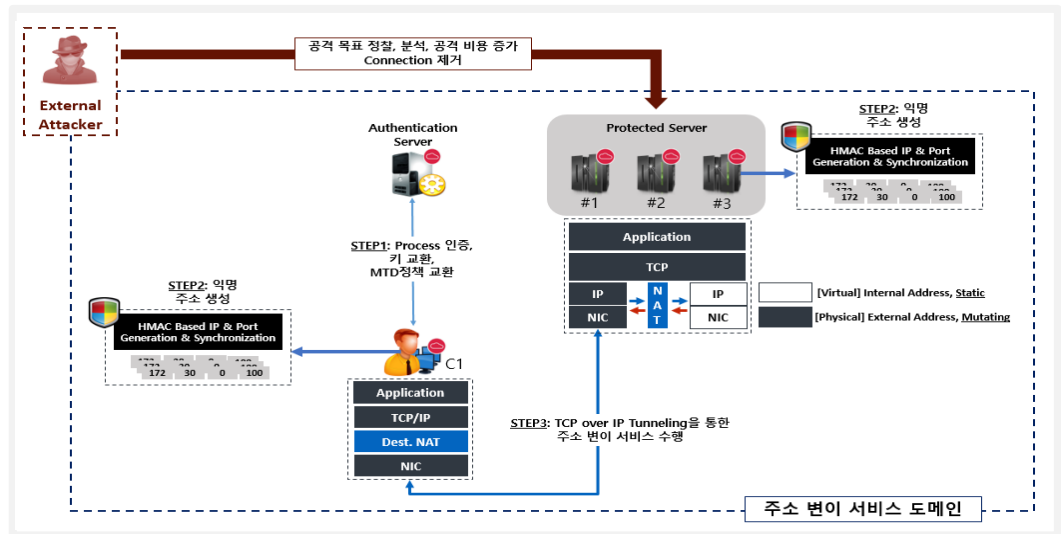 공격 목표 정찰, 분석, 공격 비용 증가
Connection 제거
External
Attacker
Authentication
Server
Protected Server
#1
#2
#3
STEP2: 익명
주소 생성
HMAC Based IP & Port
Generation & Synchronization
172 30 0 100
STEP1: Process 인증,
키 교환,
MTD정책 교환
Application
TCP
IP
NIC
NAT
IP
NIC
[Virtual] Internal Address, Static
[Physical] External Address, Mutating
STEP2: 익명
주소 생성
HMAC Based IP & Port
Generation & Synchronization
172 30 0 100
C1
Application
TCP/IP
Dest. NAT
NIC
STEP3: TCP over IP Tunneling을 통한
주소 변이 서비스 수행
주소 변이 서비스 도메인